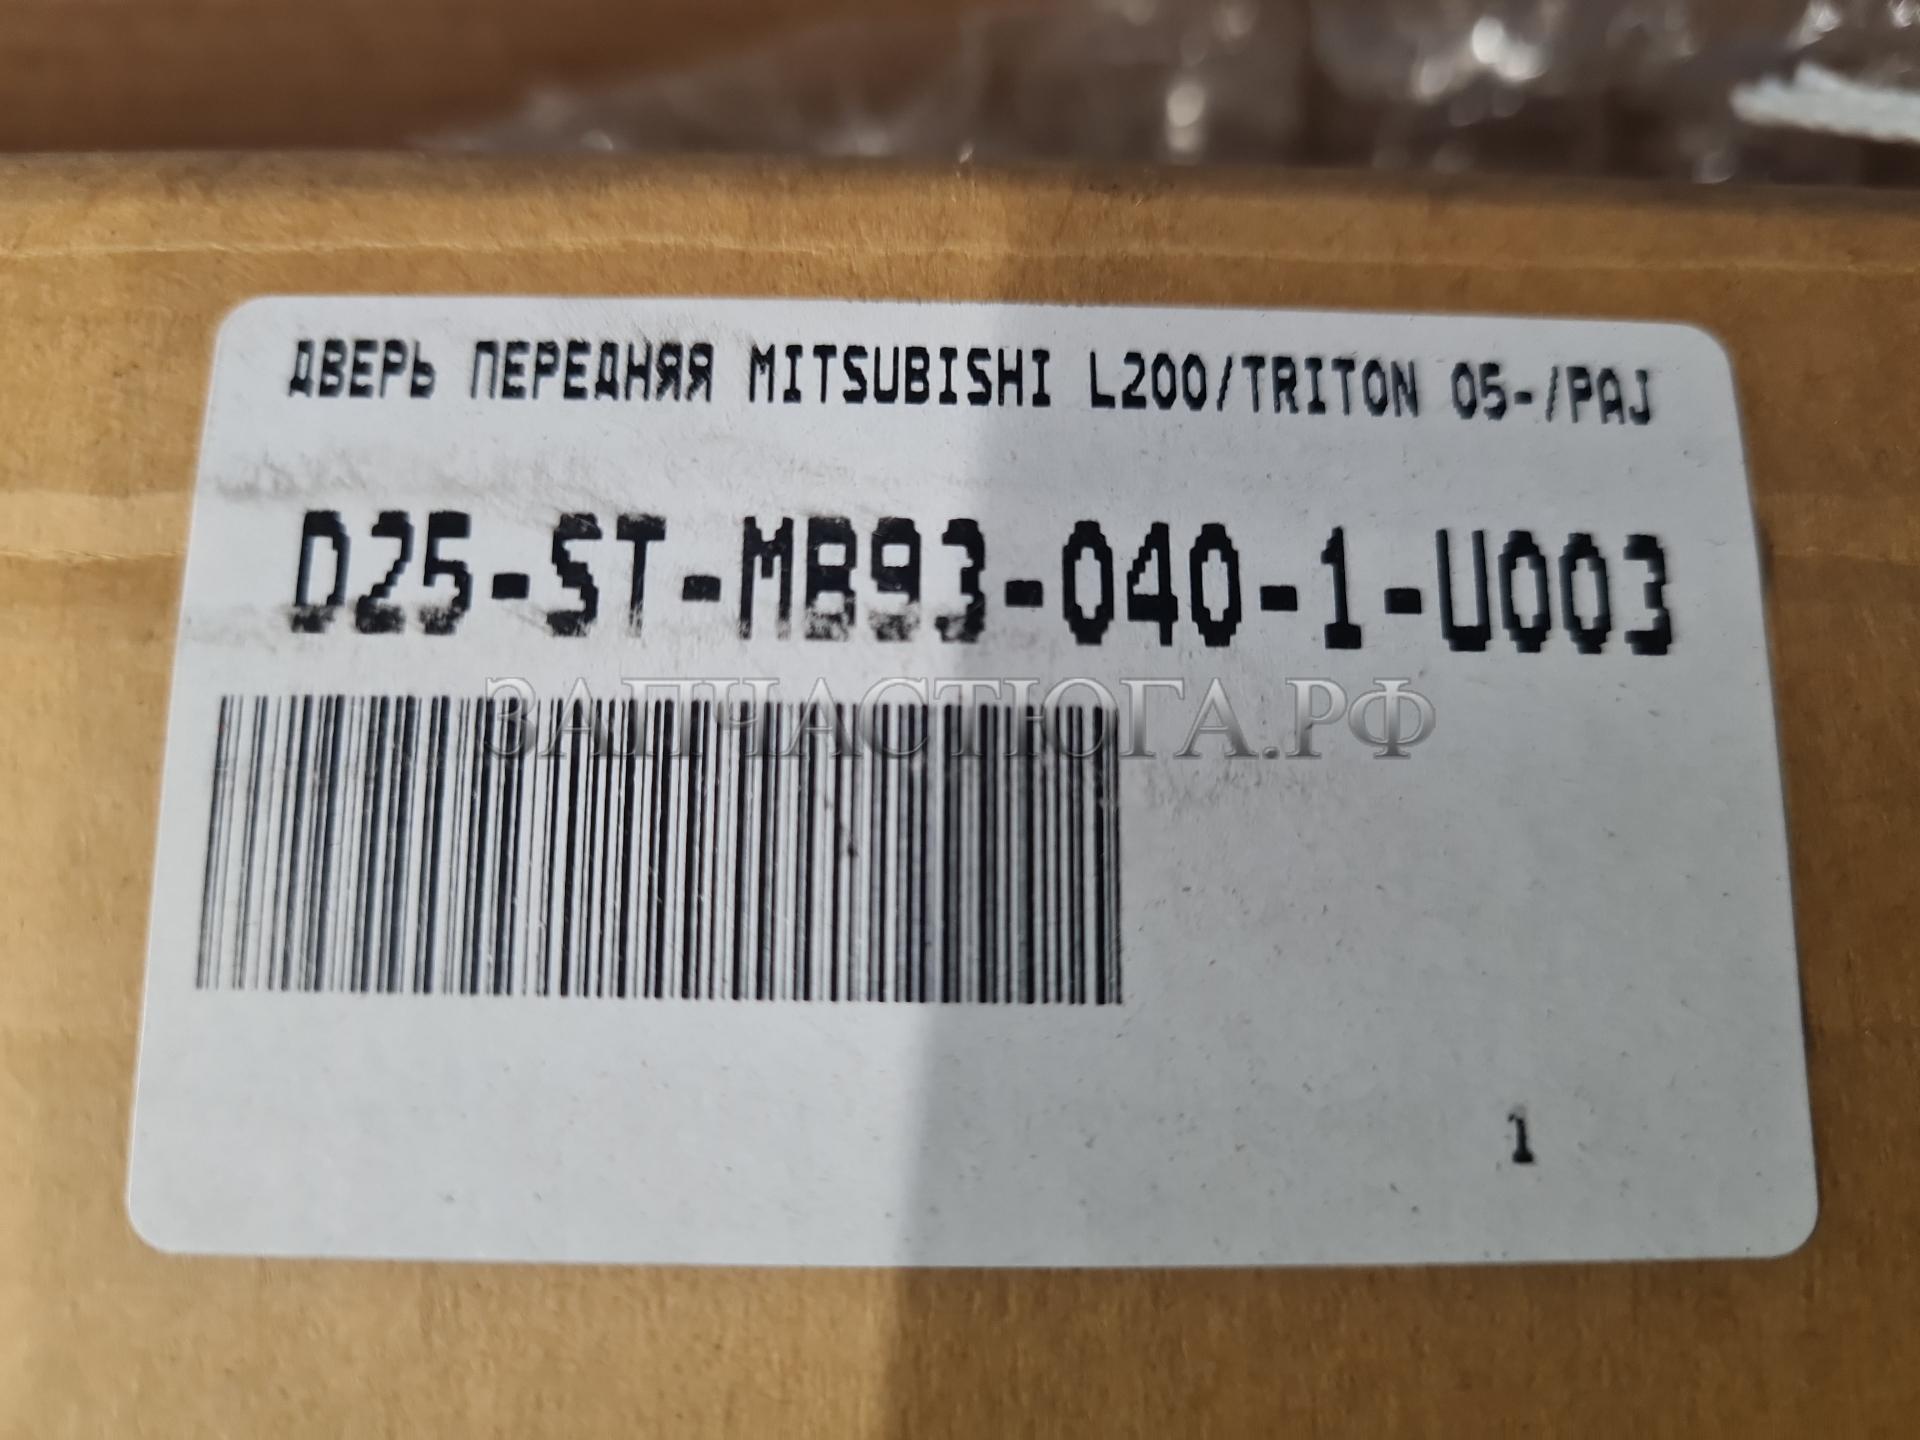 ДВЕРЬ ПЕРЕДНЯЯ MITSUBISHI L200/TRITON 05-/PAJ
D25-ST-MB93-040-1-U003
ЗАПЧАСТЮГА.РФ
1